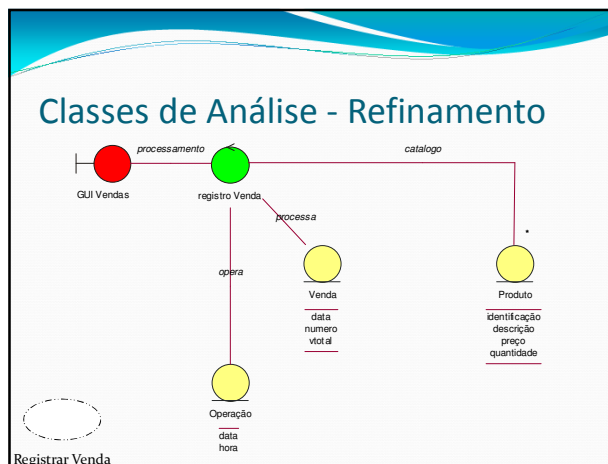 Classes de Análise - Refinamento
processamento
catalogo
GUI Vendas
registro Venda
processa
*
opera
Venda
data
numero
vtotal
Produto
identificação
descrição
preço
quantidade
Operação
data
hora
Registrar Venda